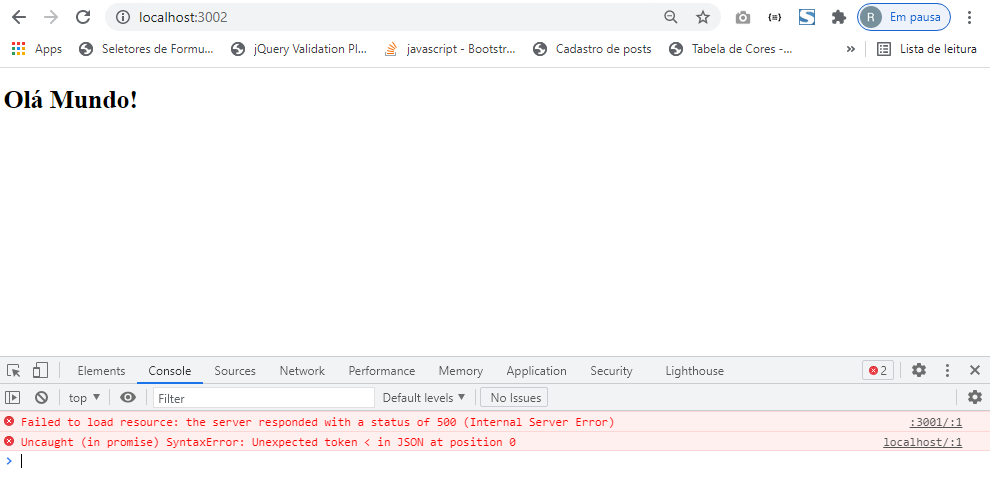 localhost:3002
R Em pausa
Apps Seletores de Formu... jQuery Validation Pl... javascript - Bootstr... Cadastro de posts Tabela de Cores -... » Lista de leitura
Olá Mundo!
Elements Console Sources Network Performance Memory Application Security Lighthouse 2
top Filter Default levels No Issues
Failed to load resource: the server responded with a status of 500 (Internal Server Error) :3001/:1
Uncaught (in promise) SyntaxError: Unexpected token < in JSON at position 0 localhost/:1